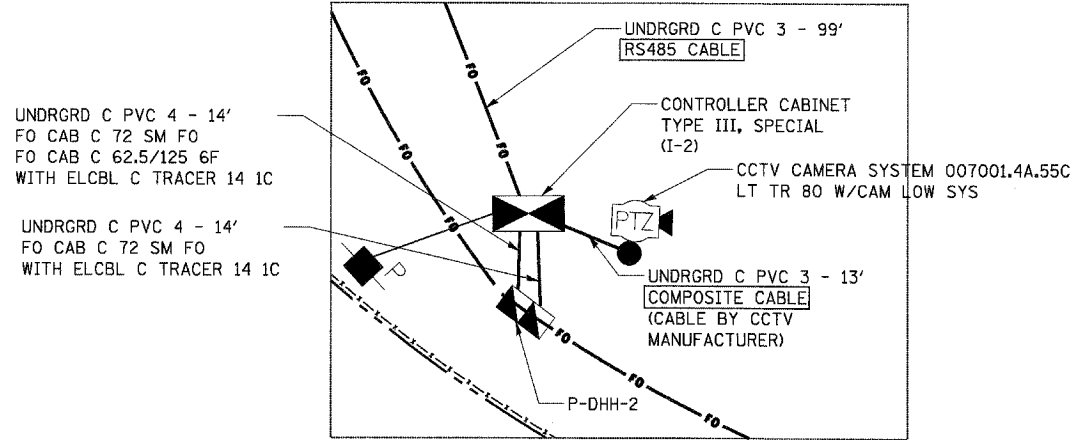 UNDRGRD C PVC 3 - 99'
RS485 CABLE
CONTROLLER CABINET
TYPE III, SPECIAL
(I-2)
UNDRGRD C PVC 4 - 14'
FO CAB C 72 SM FO
FO CAB C 62.5/125 6F
WITH ELCBL C TRACER 14 1C
CCTV CAMERA SYSTEM 007001.4A.55C
LT TR 80 W/CAM LOW SYS
PTZ
UNDRGRD C PVC 4 - 14'
FO CAB C 72 SM FO
WITH ELCBL C TRACER 14 1C
P
UNDRGRD C PVC 3 - 13'
COMPOSITE CABLE
(CABLE BY CCTV
MANUFACTURER)
P-DHH-2
FO
FO
FO
FO
FO
FO
FO